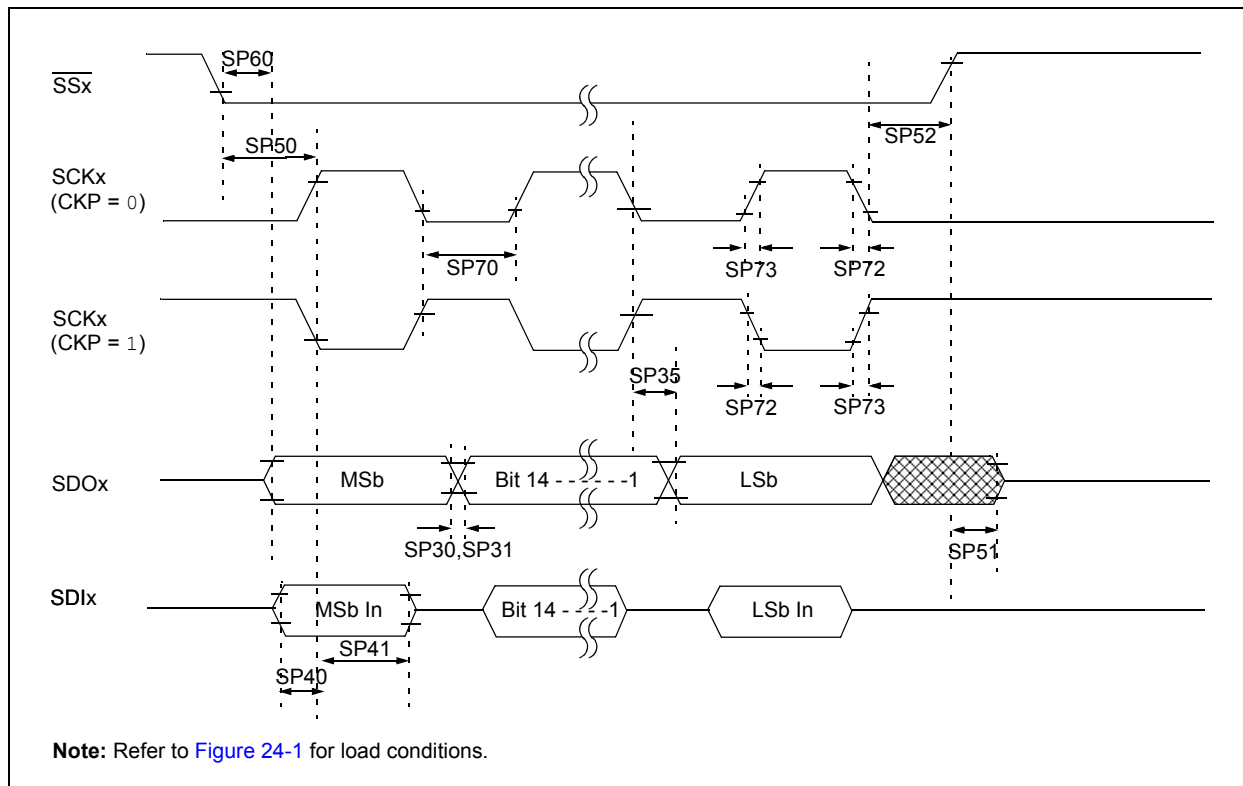 SP60
SSx
SP50
SP52
SCKx
(CKP = 0)
SP70
SP73
SP72
SCKx
(CKP = 1)
SP35
SP72
SP73
SDOx
MSb
Bit 14 - - - - - -1
LSb
SP30,SP31
SP51
SDIx
MSb In
Bit 14 - - - -1
LSb In
SP41
SP40
Note: Refer to Figure 24-1 for load conditions.